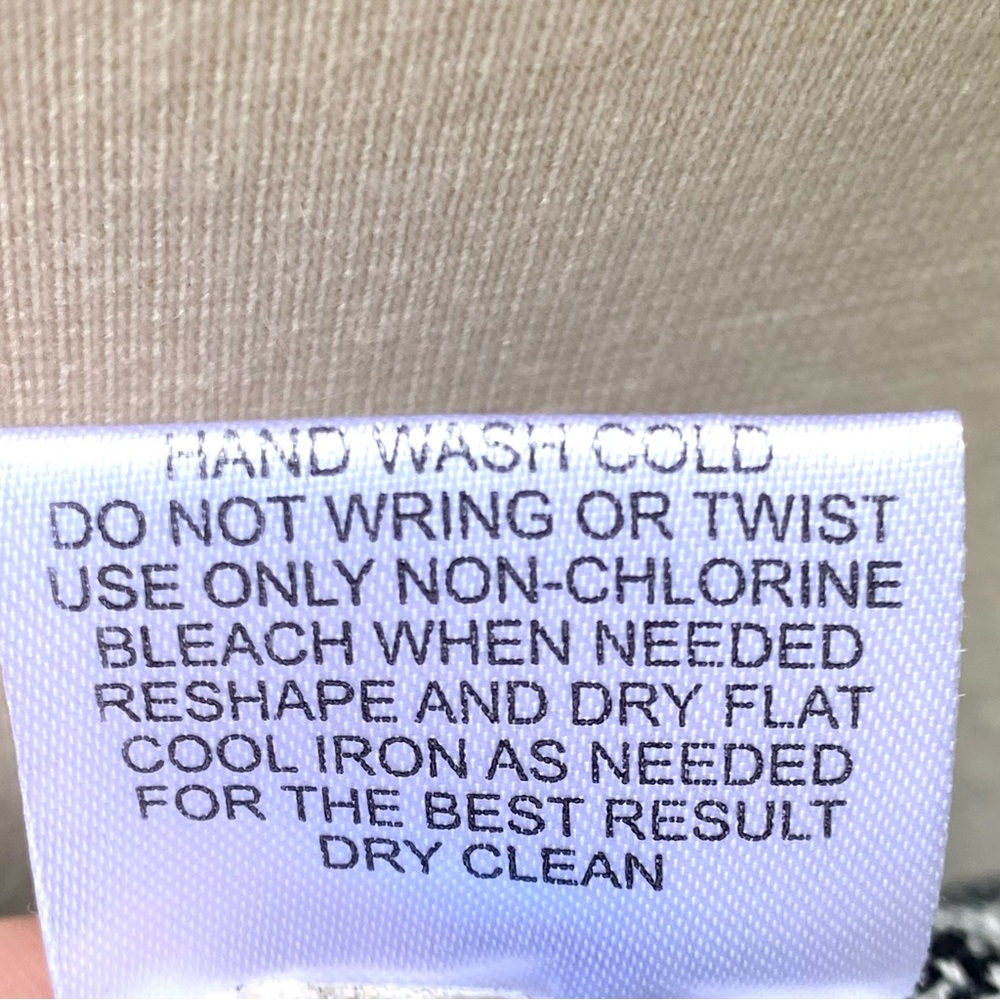 HAND WASH COLD
DO NOT WRING OR TWIST
USE ONLY NON-CHLORINE
BLEACH WHEN NEEDED
RESHAPE AND DRY FLAT
COOL IRON AS NEEDED
FOR THE BEST RESULT
DRY CLEAN